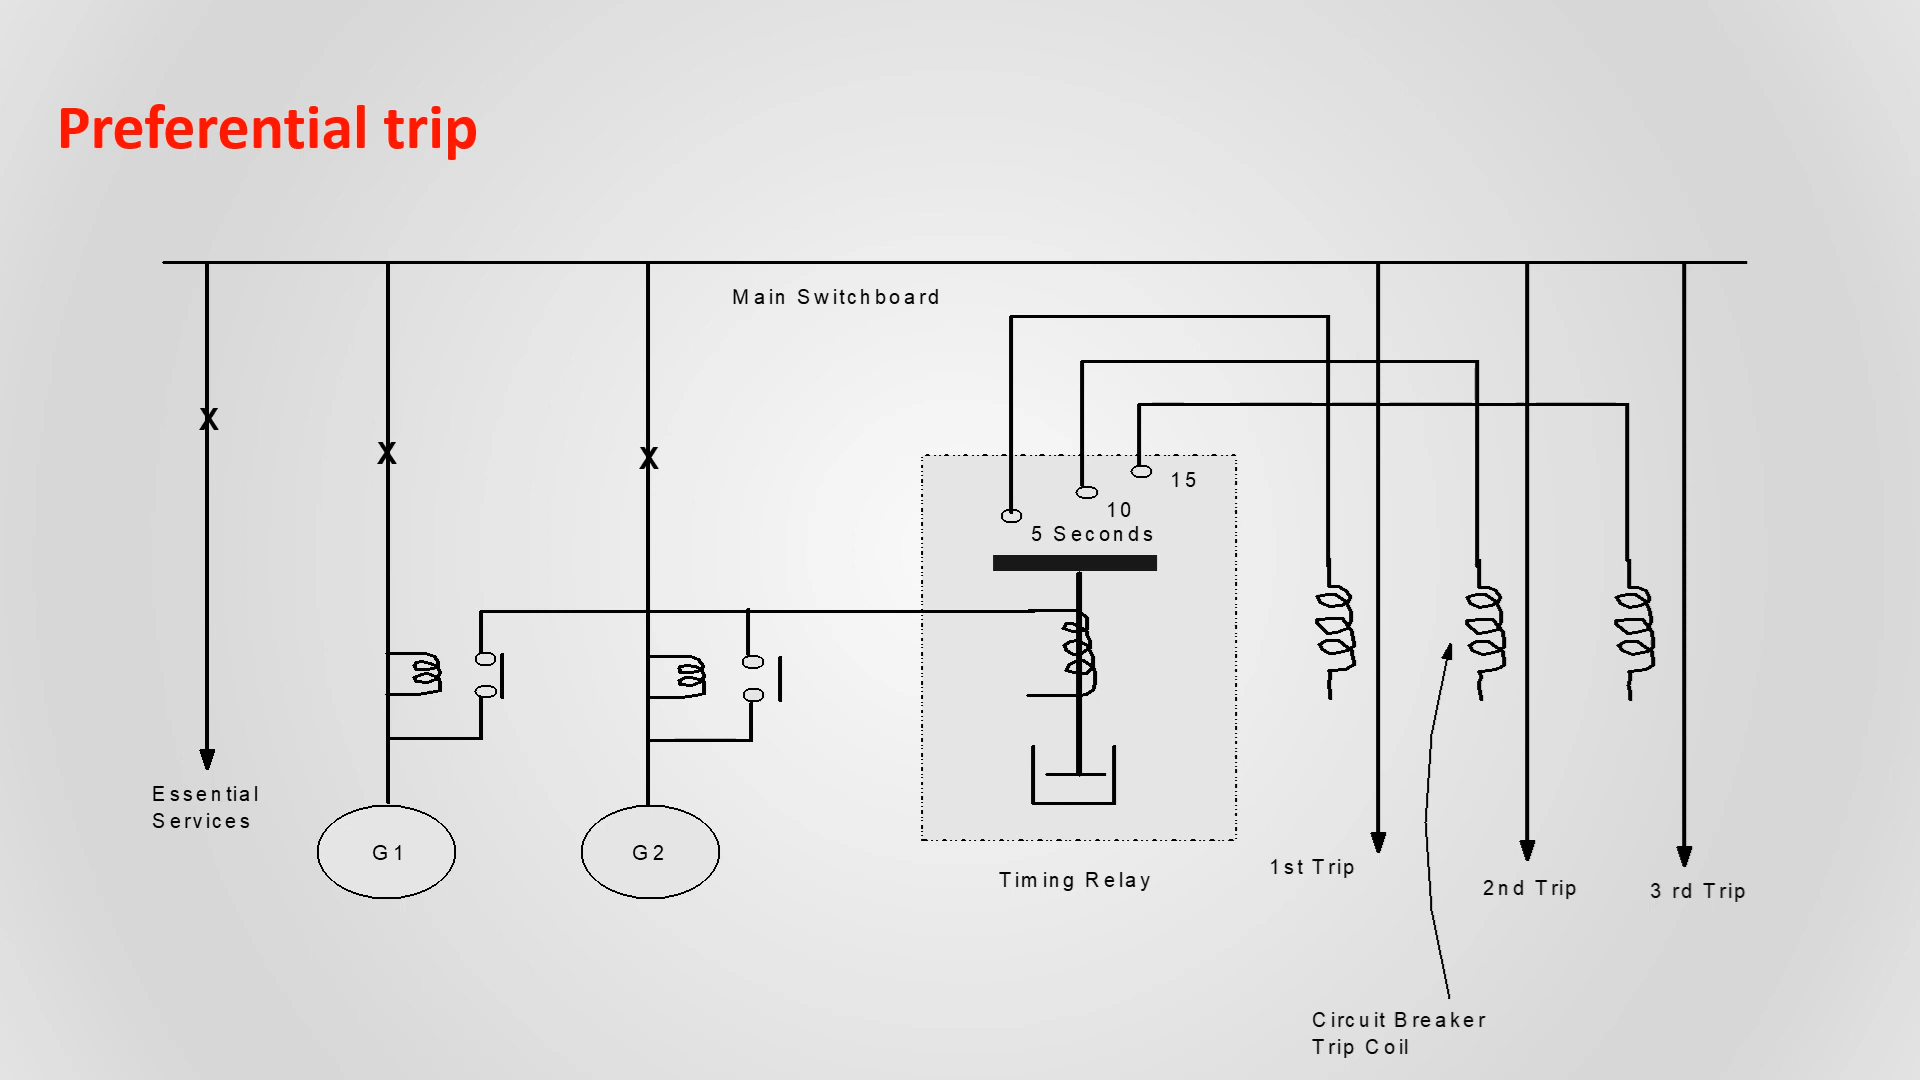 Preferential trip
Main Switchboard
X
X
X
15
10
5 Seconds
Essential
Services
G1
G2
Timing Relay
1st Trip
2nd Trip
3 rd Trip
Circuit Breaker
Trip Coil